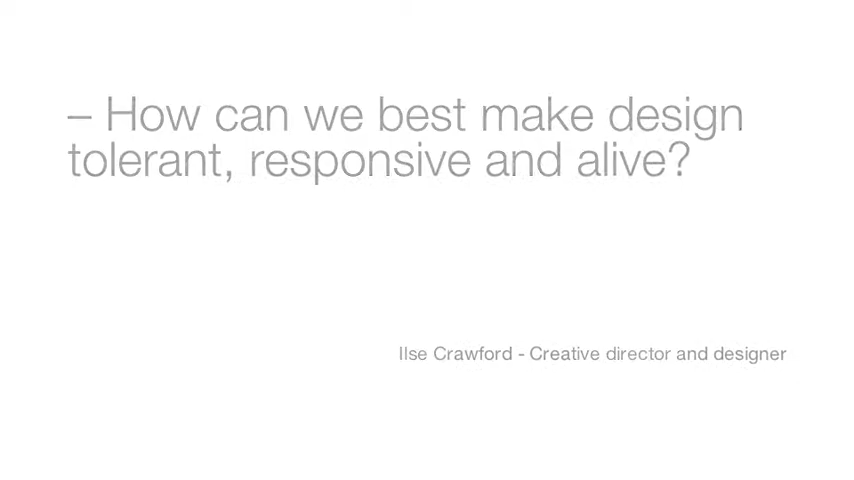 – How can we best make design
tolerant, responsive and alive?
Ilse Crawford - Creative director and designer